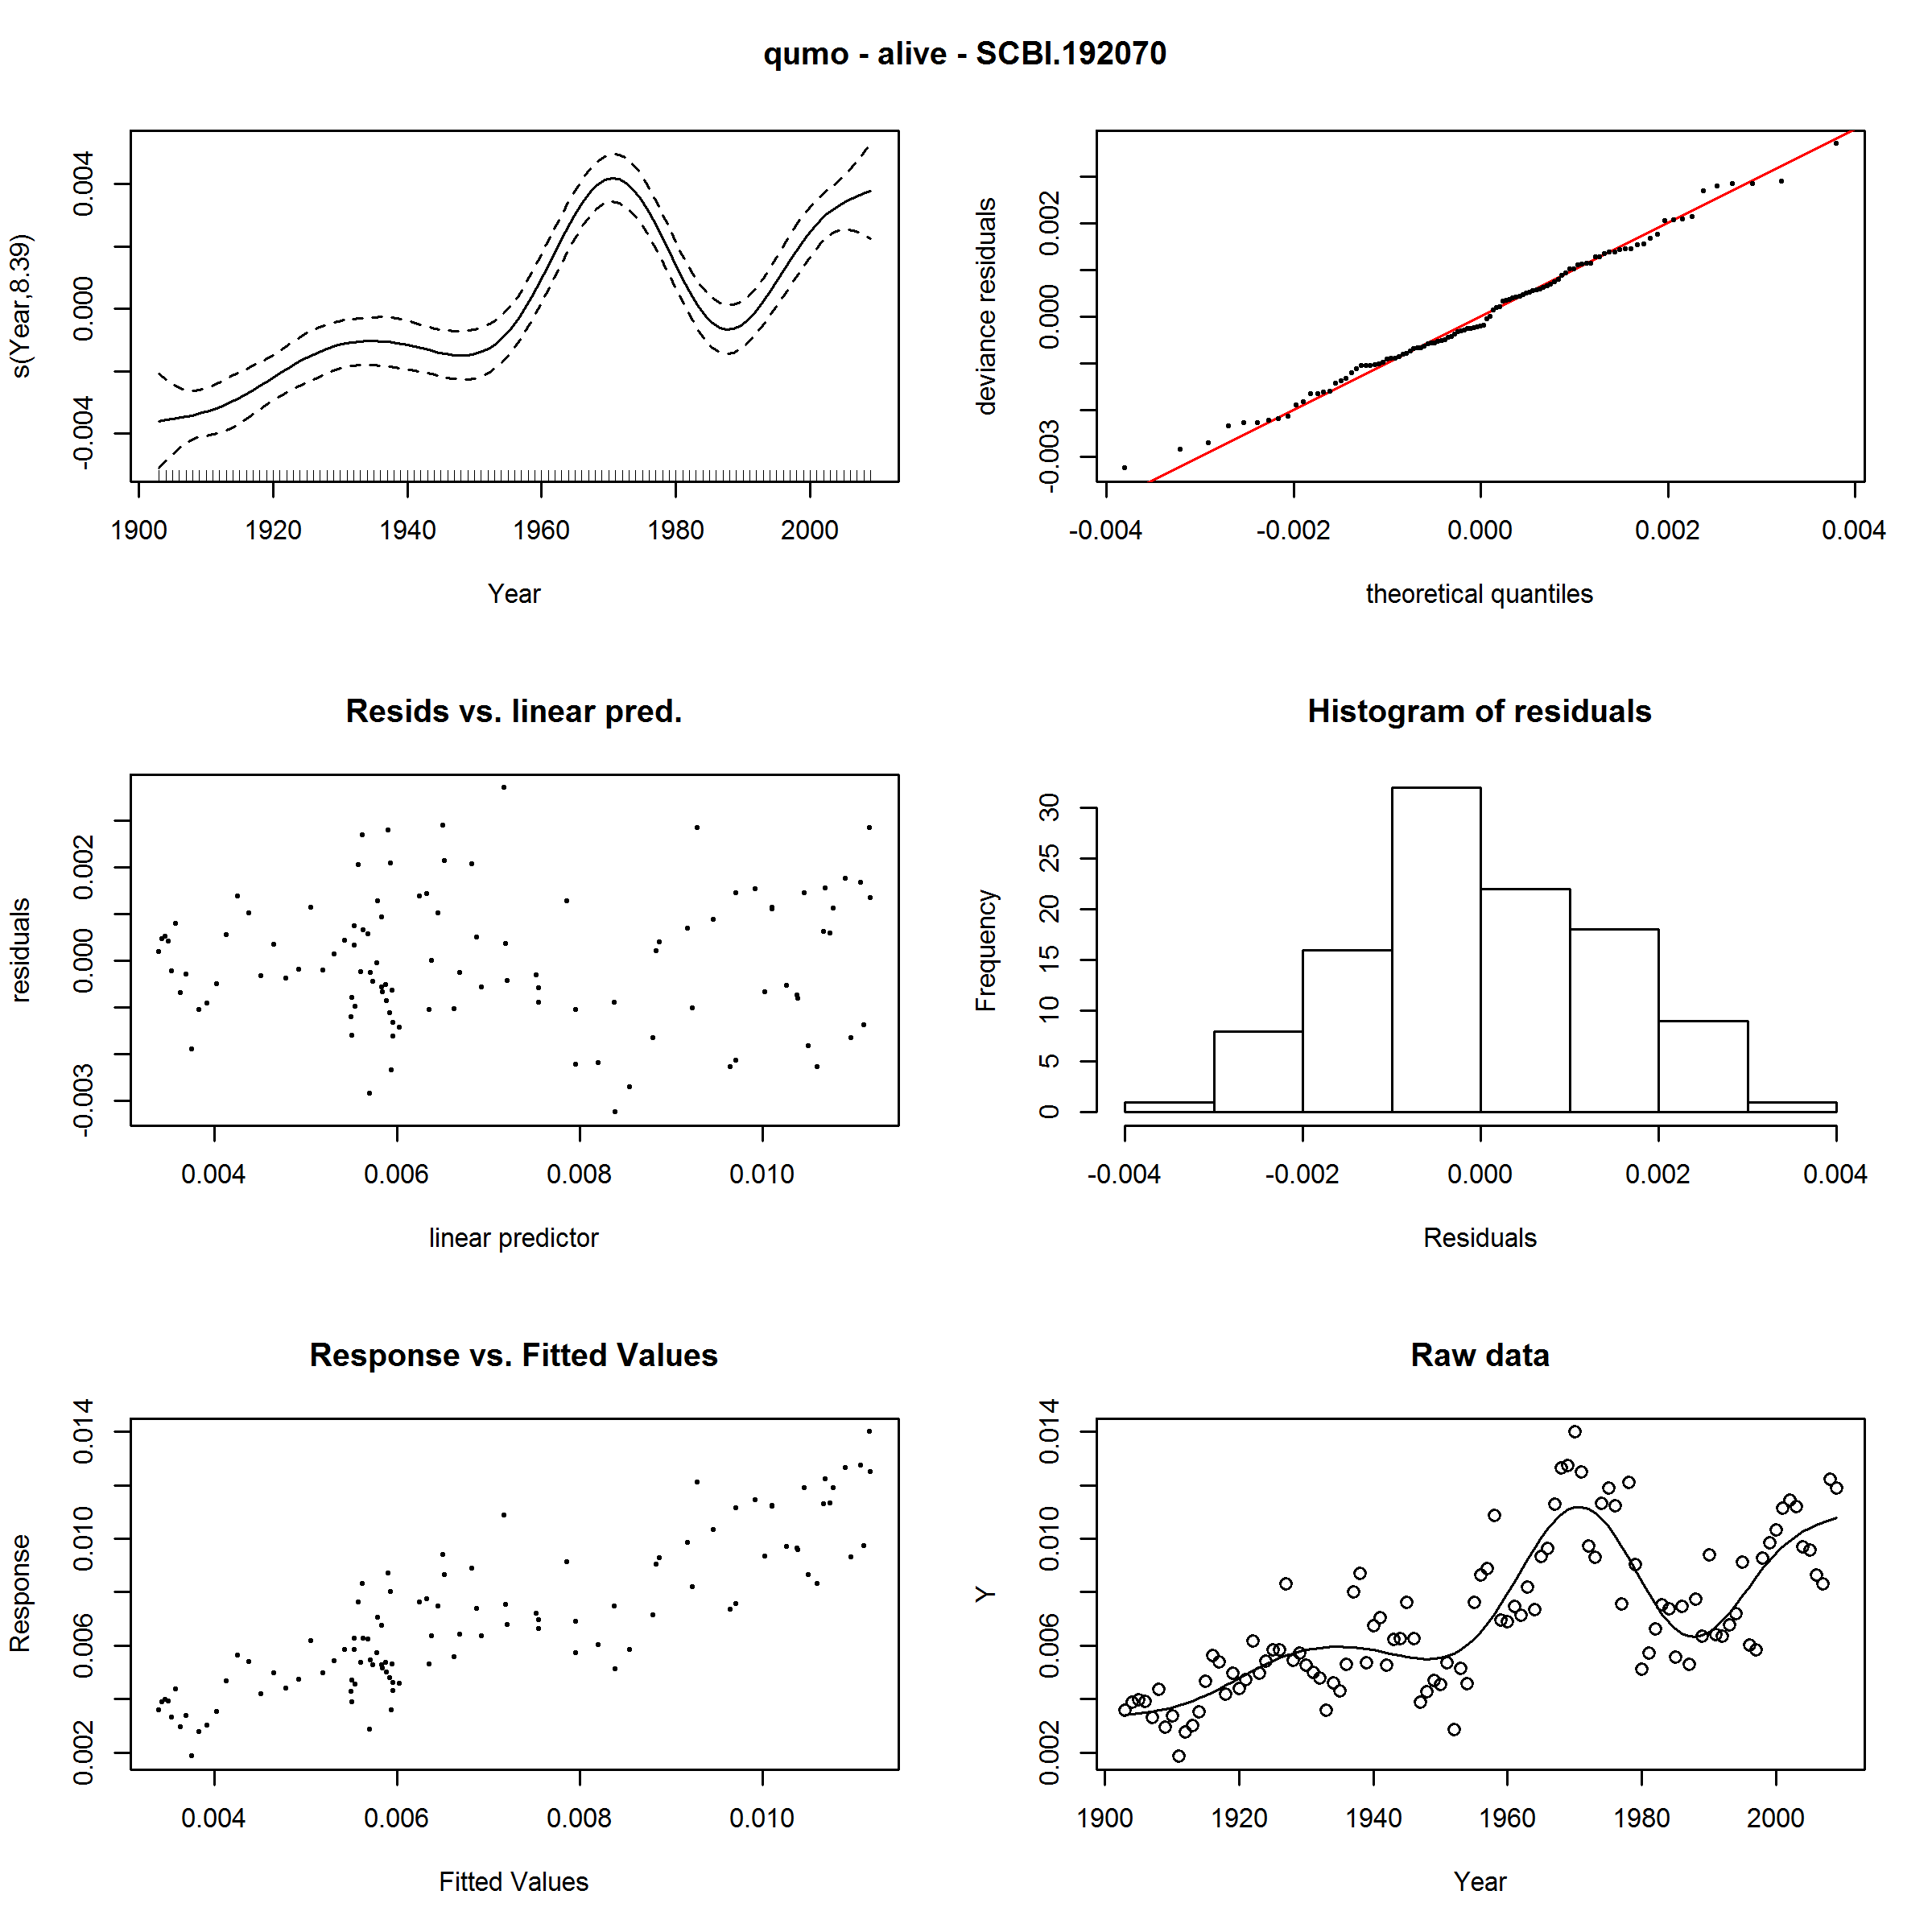 qumo - alive - SCBI.192070
s(Year,8.39)
-0.004 0.000 0.004
1900 1920 1940 1960 1980 2000
Year
deviance residuals
-0.003 0.000 0.002
-0.004 -0.002 0.000 0.002 0.004
theoretical quantiles
Resids vs. linear pred.
residuals
-0.003 0.000 0.002
0.004 0.006 0.008 0.010
linear predictor
Histogram of residuals
Frequency
0 5 10 15 20 25 30
-0.004 -0.002 0.000 0.002 0.004
Residuals
Response vs. Fitted Values
Response
0.002 0.006 0.010 0.014
0.004 0.006 0.008 0.010
Fitted Values
Raw data
Y
0.002 0.006 0.010 0.014
1900 1920 1940 1960 1980 2000
Year